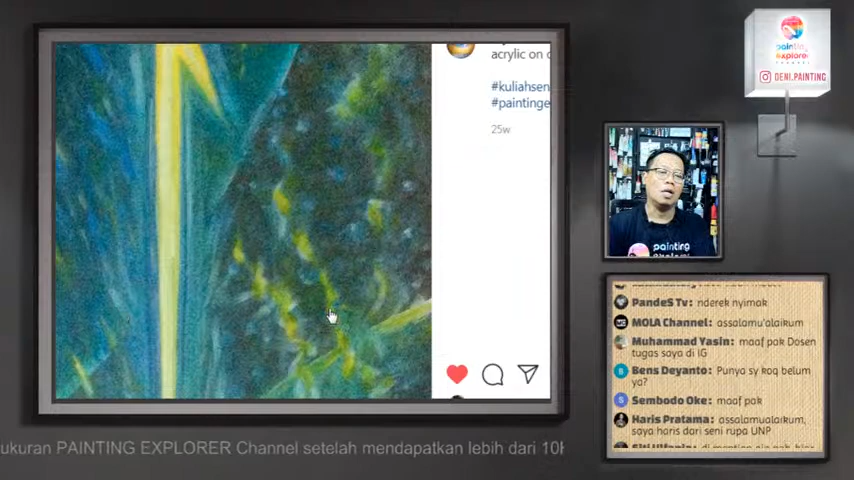 acrylic on
#kuliahsen
#paintinge
25w
painting
explorer
CHANNEL
DENI.PAINTING
painting
PandeS Tv: nderek nyimak
MOLA Channel: assalamu'alaikum
Muhammad Yasin: maaf pak Dosen
tugas saya di IG
Bens Deyanto: Punya sy koq belum
ya?
Sembodo Oke: maaf pak
Haris Pratama: assalamualaikum,
saya haris dari seni rupa UNP
ukuran PAINTING EXPLORER Channel setelah mendapatkan lebih dari 10